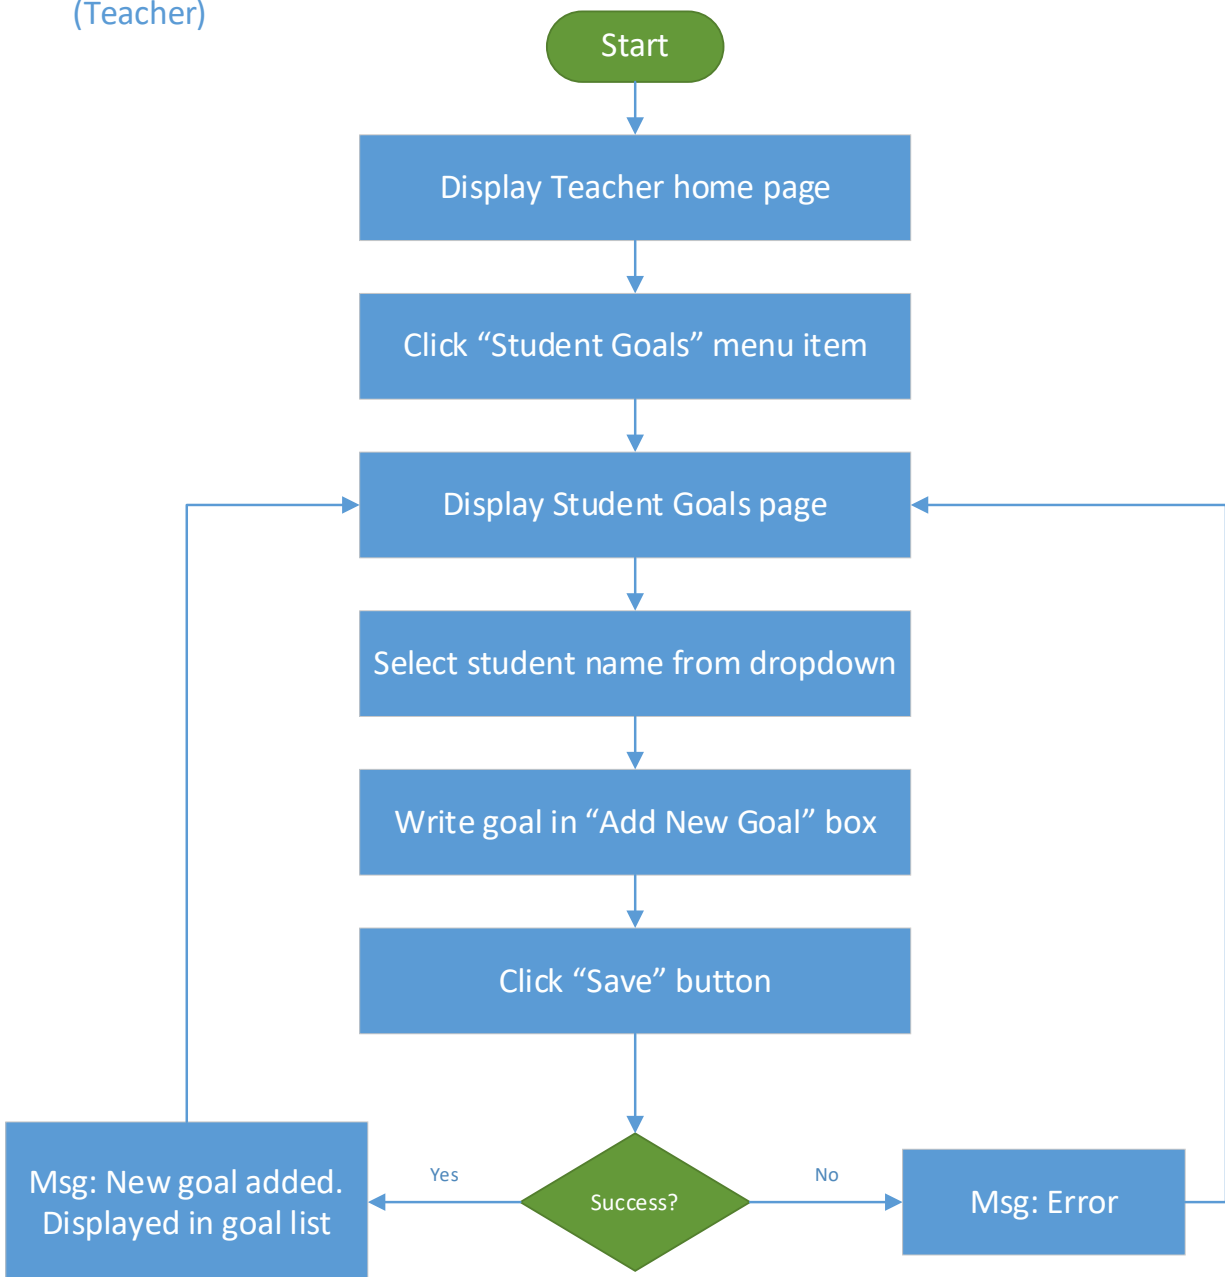 (Teacher)
Start
Display Teacher home page
Click “Student Goals” menu item
Display Student Goals page
Select student name from dropdown
Write goal in “Add New Goal” box
Click “Save” button
Yes
No
Msg: New goal added.
Displayed in goal list
Success?
Msg: Error